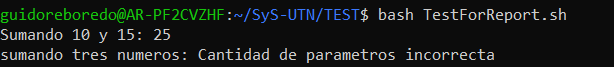 guidoreboredo@AR-PF2CVZHF:~/SyS-UTN/TEST$ bash TestForReport.sh
Sumando 10 y 15: 25
sumando tres numeros: Cantidad de parametros incorrecta